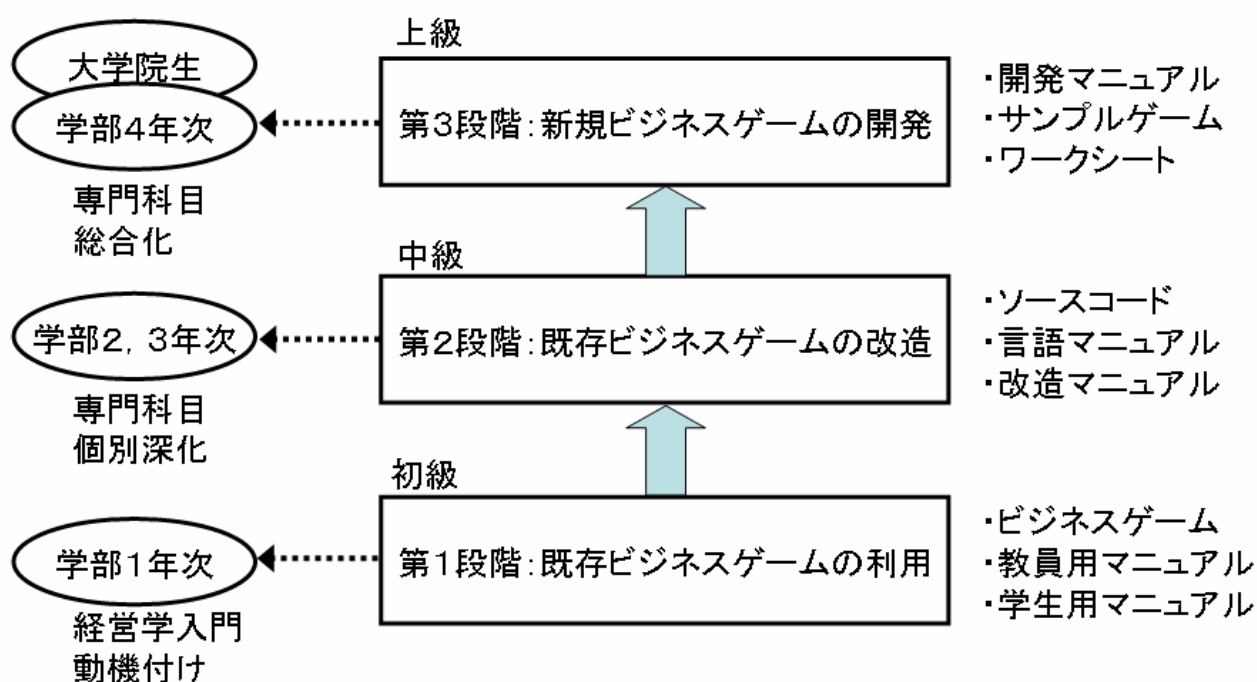 上級
大学院生
学部4年次
専門科目
総合化
第3段階:新規ビジネスゲームの開発
・開発マニュアル
・サンプルゲーム
・ワークシート
中級
学部2,3年次
専門科目
個別深化
第2段階:既存ビジネスゲームの改造
・ソースコード
・言語マニュアル
・改造マニュアル
初級
学部1年次
経営学入門
動機付け
第1段階:既存ビジネスゲームの利用
・ビジネスゲーム
・教員用マニュアル
・学生用マニュアル